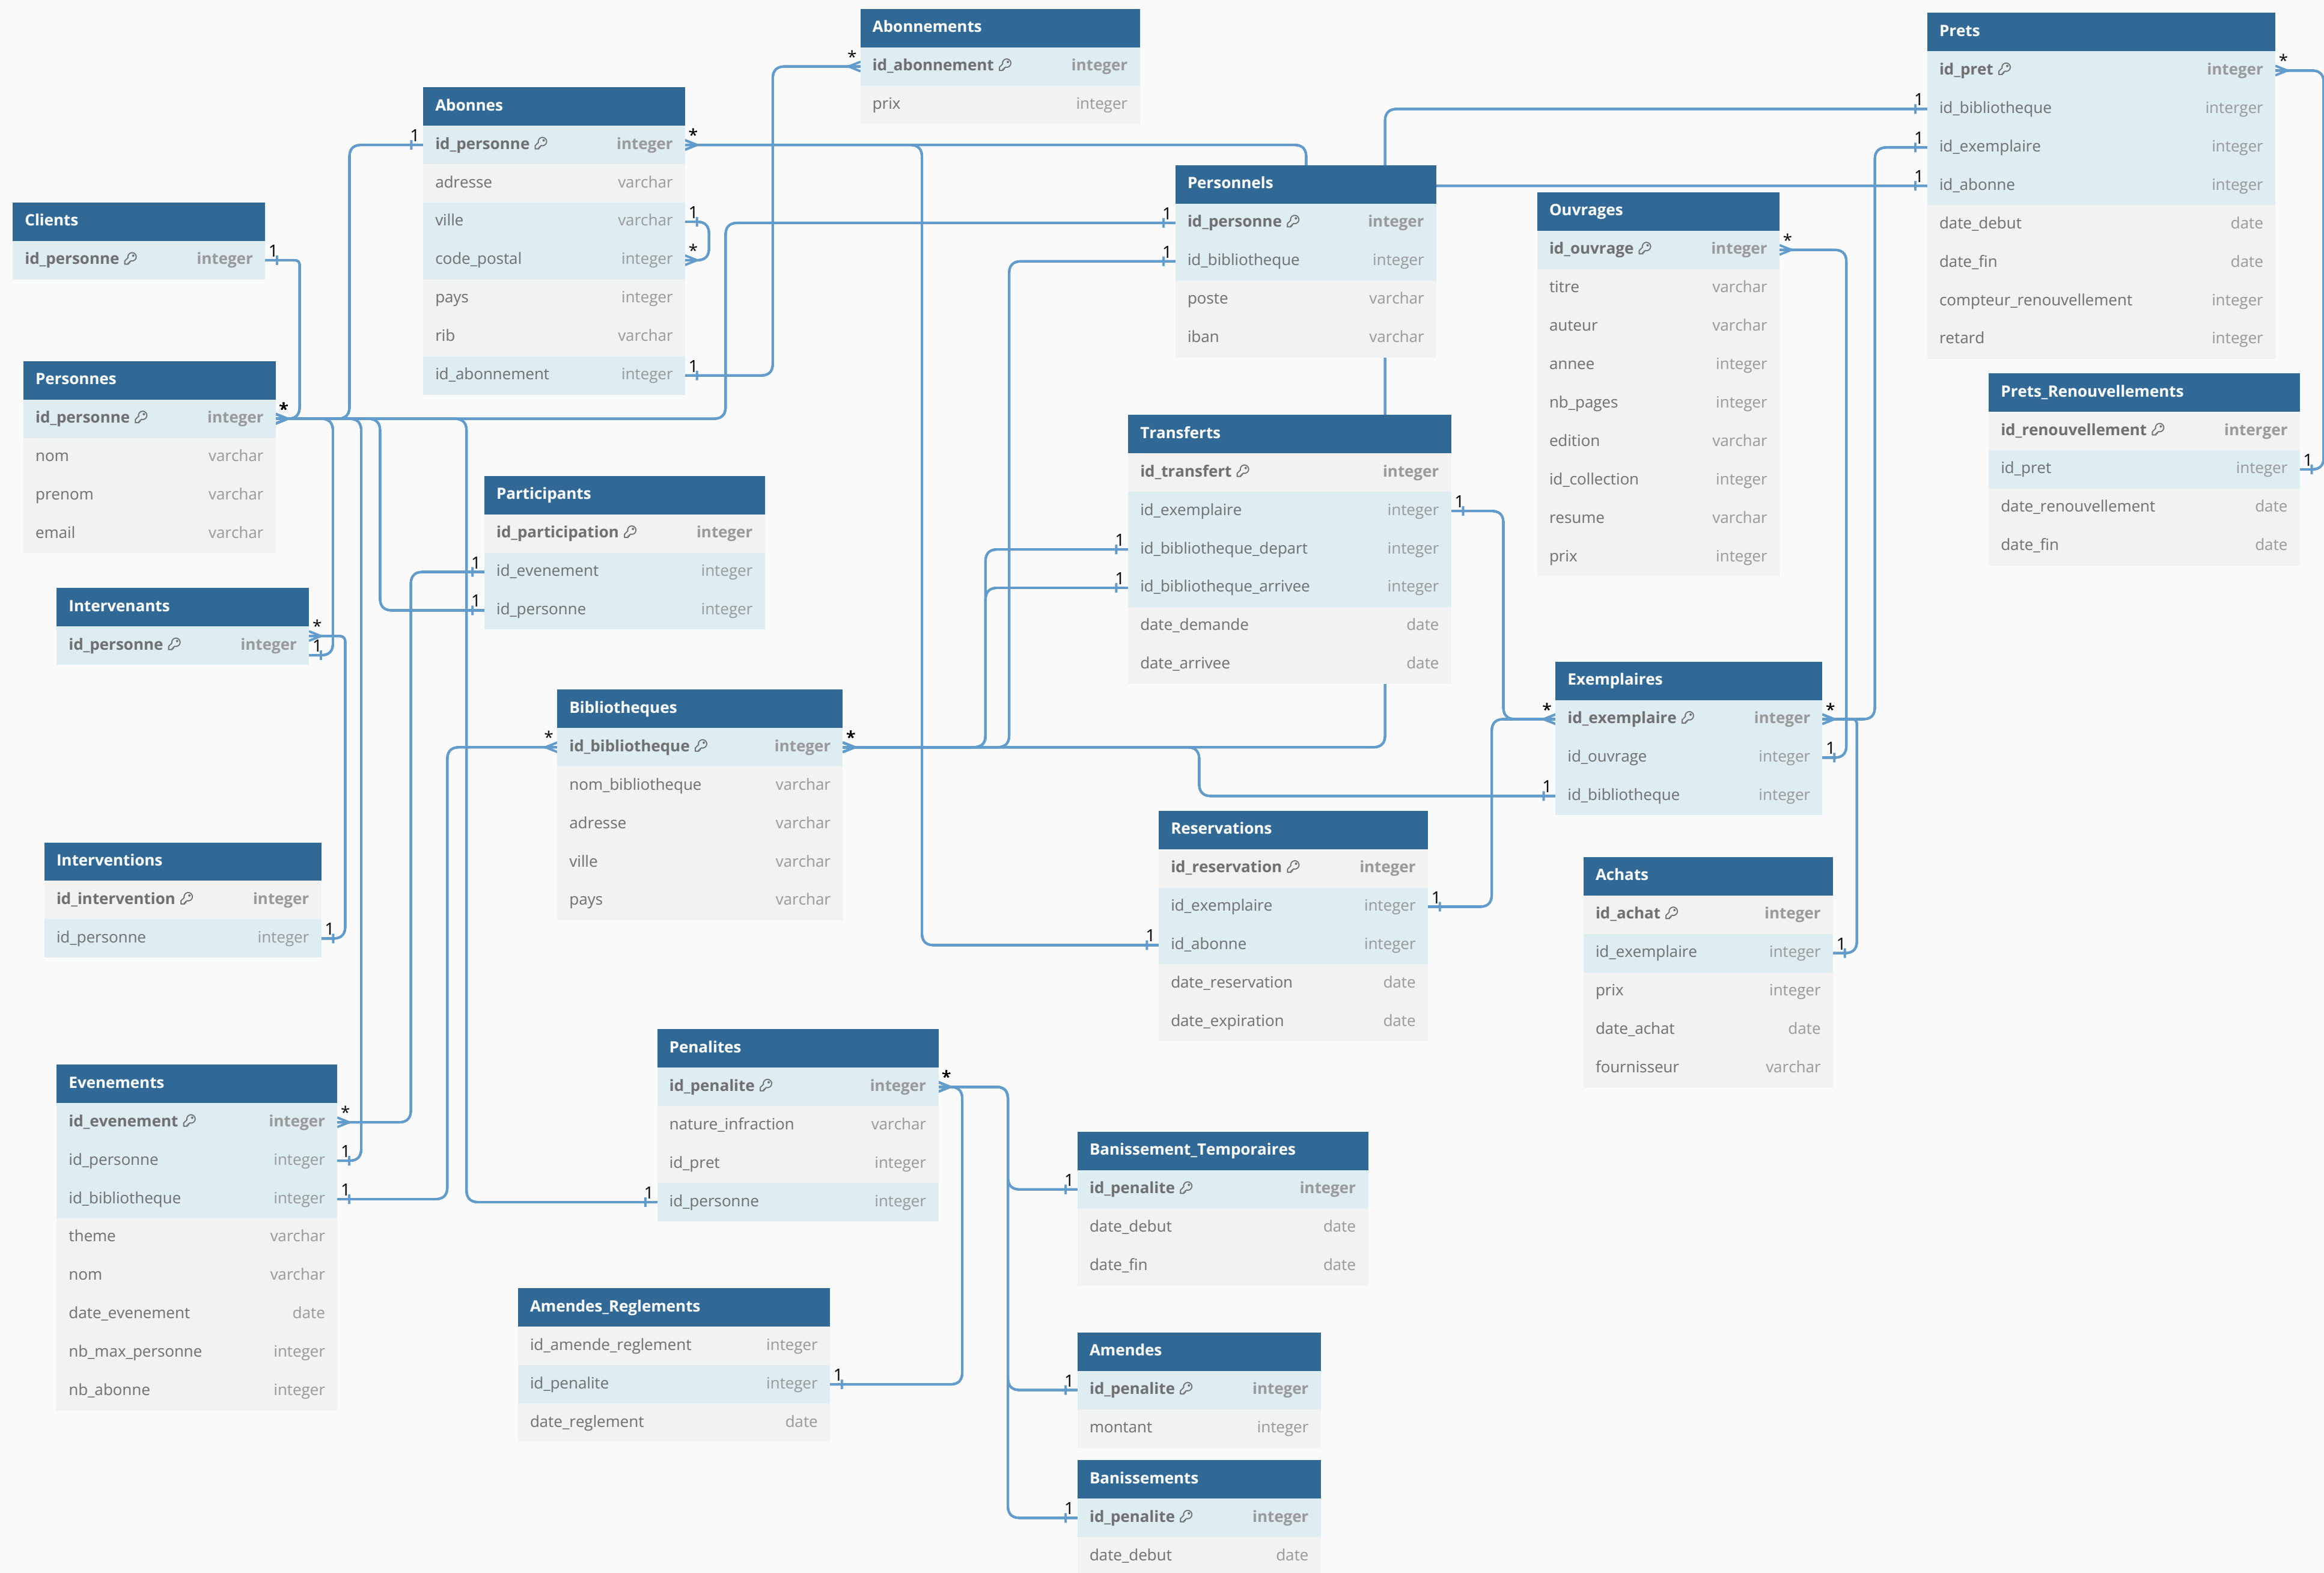 Abonnements
id_abonnement integer
prix integer
Prets
id_pret integer
id_bibliotheque interger
id_exemplaire integer
id_abonne integer
date_debut date
date_fin date
compteur_renouvellement integer
retard integer
Abonnes
id_personne integer
adresse varchar
ville varchar
code_postal integer
pays integer
rib varchar
id_abonnement integer
Personnels
id_personne integer
id_bibliotheque integer
poste varchar
iban varchar
Ouvrages
id_ouvrage integer
titre varchar
auteur varchar
annee integer
nb_pages integer
edition varchar
id_collection integer
resume varchar
prix integer
Clients
id_personne integer
Personnes
id_personne integer
nom varchar
prenom varchar
email varchar
Prets_Renouvellements
id_renouvellement interger
id_pret integer
date_renouvellement date
date_fin date
Transferts
id_transfert integer
id_exemplaire integer
id_bibliotheque_depart integer
id_bibliotheque_arrivee integer
date_demande date
date_arrivee date
Participants
id_participation integer
id_evenement integer
id_personne integer
Intervenants
id_personne integer
Exemplaires
id_exemplaire integer
id_ouvrage integer
id_bibliotheque integer
Bibliotheques
id_bibliotheque integer
nom_bibliotheque varchar
adresse varchar
ville varchar
pays varchar
Reservations
id_reservation integer
id_exemplaire integer
id_abonne integer
date_reservation date
date_expiration date
Interventions
id_intervention integer
id_personne integer
Achats
id_achat integer
id_exemplaire integer
prix integer
date_achat date
fournisseur varchar
Penalites
id_penalite integer
nature_infraction varchar
id_pret integer
id_personne integer
Evenements
id_evenement integer
id_personne integer
id_bibliotheque integer
theme varchar
nom varchar
date_evenement date
nb_max_personne integer
nb_abonne integer
Banissement_Temporaires
id_penalite integer
date_debut date
date_fin date
Amendes_Reglements
id_amende_reglement integer
id_penalite integer
date_reglement date
Amendes
id_penalite integer
montant integer
Banissements
id_penalite integer
date_debut date